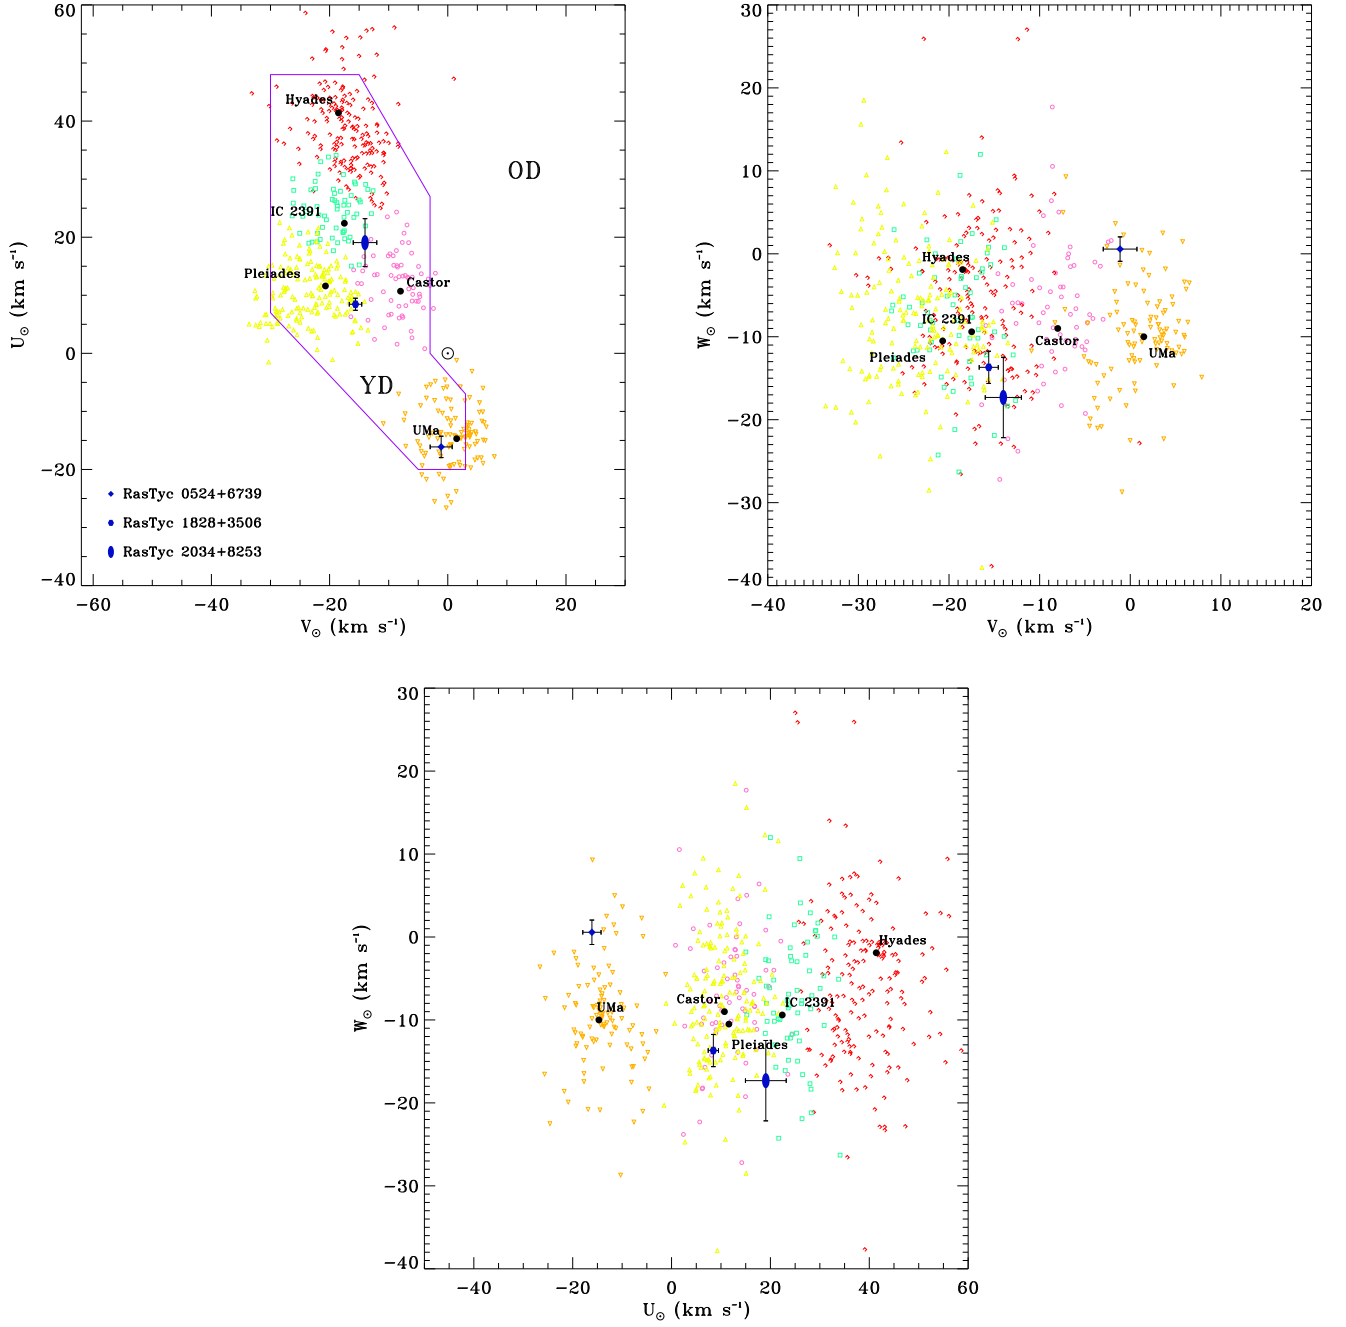 60
40
20
0
−20
−40
U⊙ (km s⁻¹)
Hyades
IC 2391
Pleiades
Castor
UMa
OD
YD
RasTyc 0524+6739
RasTyc 1828+3506
RasTyc 2034+8253
−60 −40 −20 0 20
V⊙ (km s⁻¹)
30
20
10
0
−10
−20
−30
−40
W⊙ (km s⁻¹)
Hyades
IC 2391
Pleiades
Castor
UMa
−40 −30 −20 −10 0 10 20
V⊙ (km s⁻¹)
30
20
10
0
−10
−20
−30
−40
W⊙ (km s⁻¹)
Hyades
Castor
IC 2391
UMa
Pleiades
−40 −20 0 20 40 60
U⊙ (km s⁻¹)